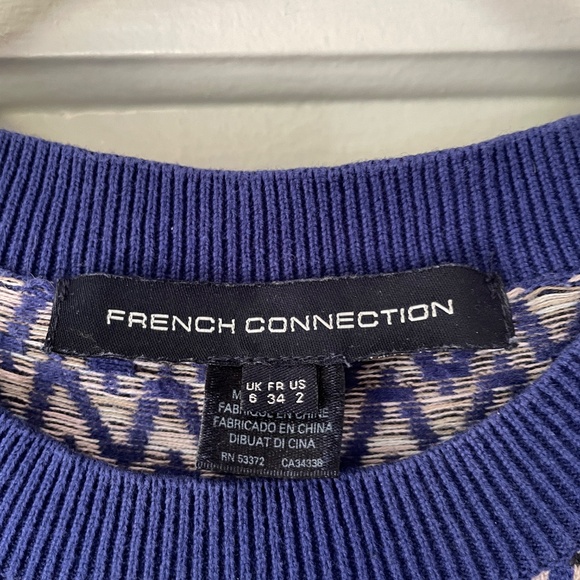 FRENCH CONNECTION
UK FR US
6 34 2
FABRIQUE EN CHINE
FABRICADO EN CHINA
DIBUAT DI CINA
RN 53372 CA34338